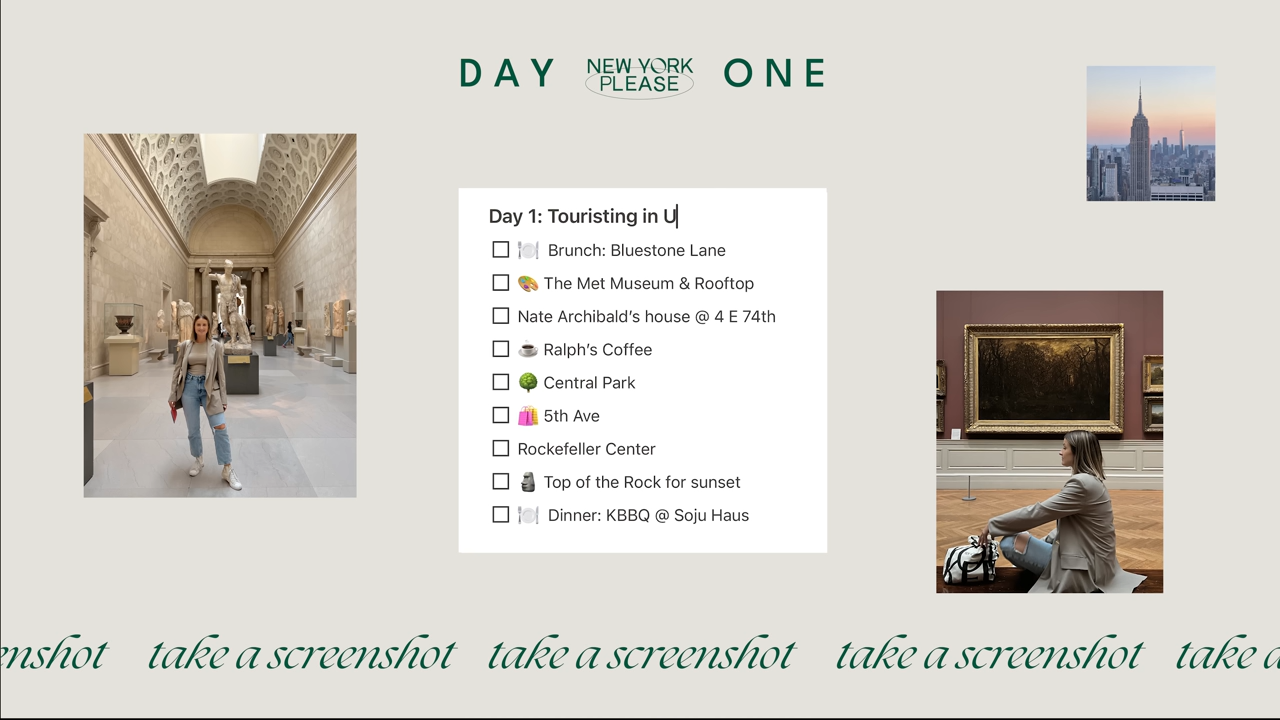 DAY NEW YORK PLEASE ONE
Day 1: Touristing in U
Brunch: Bluestone Lane
The Met Museum & Rooftop
Nate Archibald's house @ 4 E 74th
Ralph's Coffee
Central Park
5th Ave
Rockefeller Center
Top of the Rock for sunset
Dinner: KBBQ @ Soju Haus
enshot take a screenshot take a screenshot take a screenshot take a